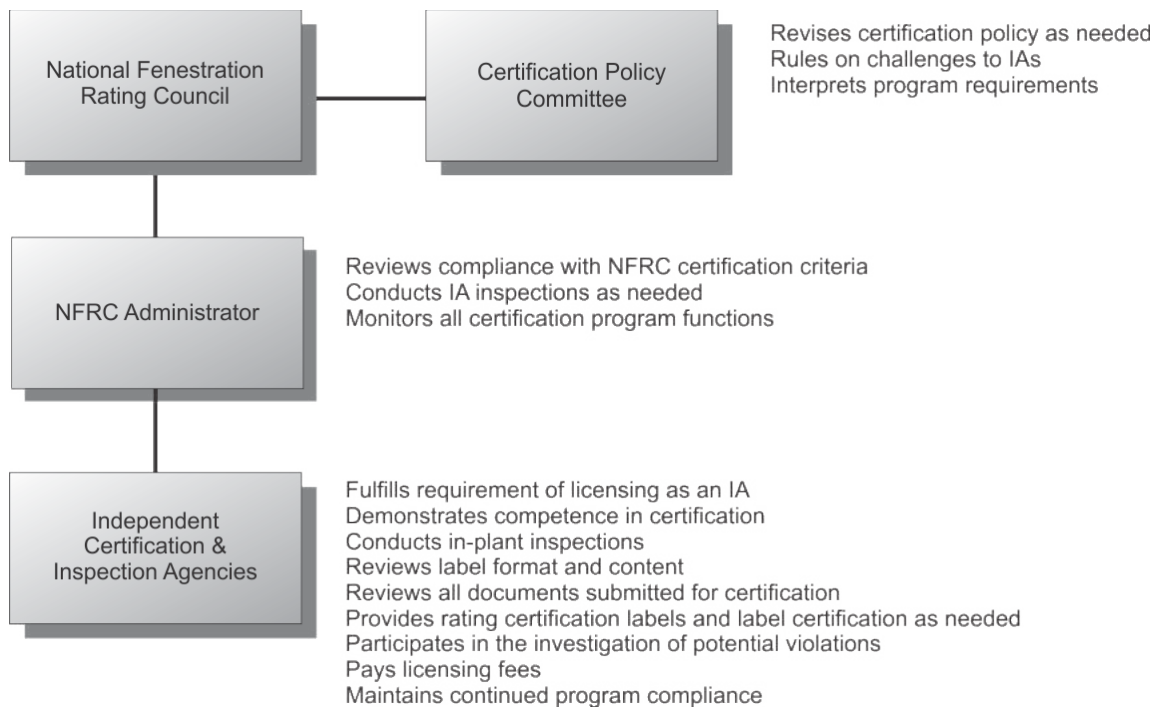 National Fenestration
Rating Council
Certification Policy
Committee
Revises certification policy as needed
Rules on challenges to IAs
Interprets program requirements
NFRC Administrator
Reviews compliance with NFRC certification criteria
Conducts IA inspections as needed
Monitors all certification program functions
Independent
Certification &
Inspection Agencies
Fulfills requirement of licensing as an IA
Demonstrates competence in certification
Conducts in-plant inspections
Reviews label format and content
Reviews all documents submitted for certification
Provides rating certification labels and label certification as needed
Participates in the investigation of potential violations
Pays licensing fees
Maintains continued program compliance